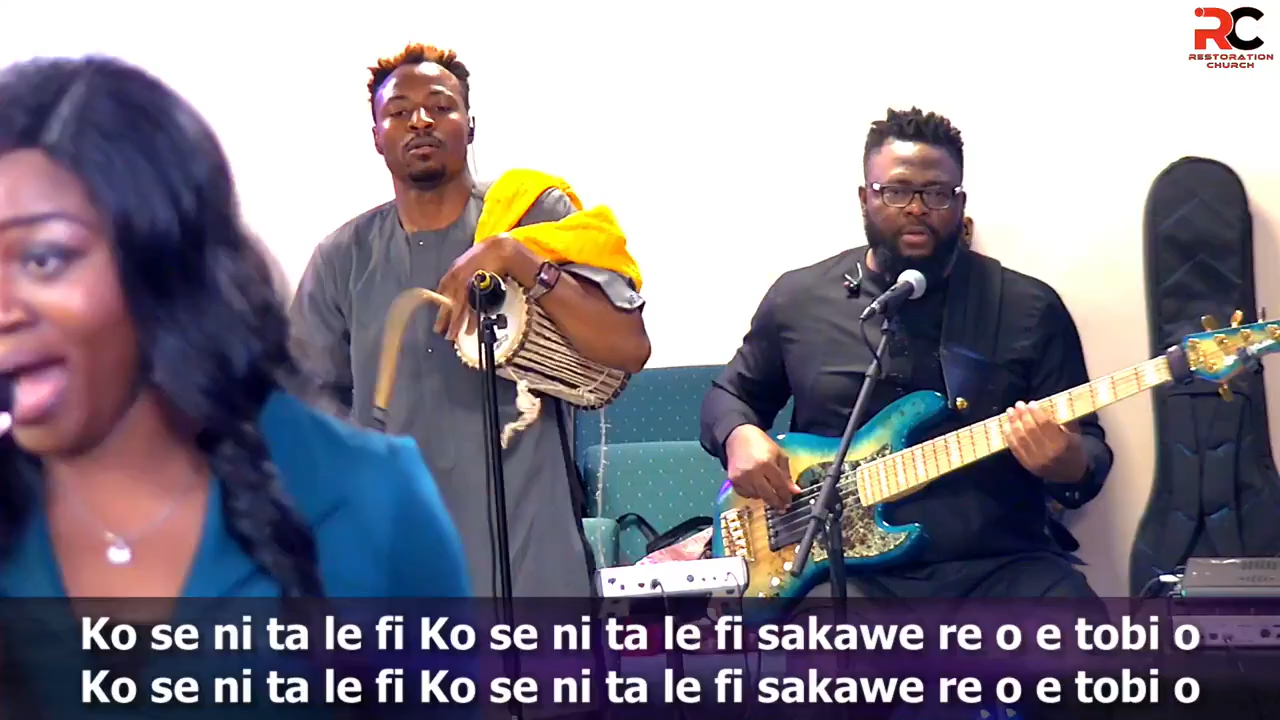 RC
RESTORATION
CHURCH
Ko se ni ta le fi Ko se ni ta le fi sakawe re o e tobi o
Ko se ni ta le fi Ko se ni ta le fi sakawe re o e tobi o